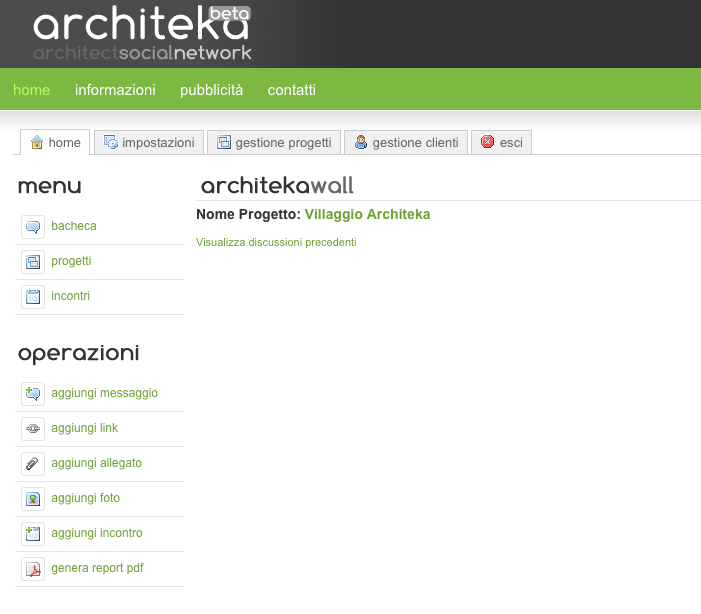 architeka beta
architectsocialnetwork
home informazioni pubblicità contatti
home impostazioni gestione progetti gestione clienti esci
menu
bacheca
progetti
incontri
operazioni
aggiungi messaggio
aggiungi link
aggiungi allegato
aggiungi foto
aggiungi incontro
genera report pdf
architekawall
Nome Progetto: Villaggio Architeka
Visualizza discussioni precedenti